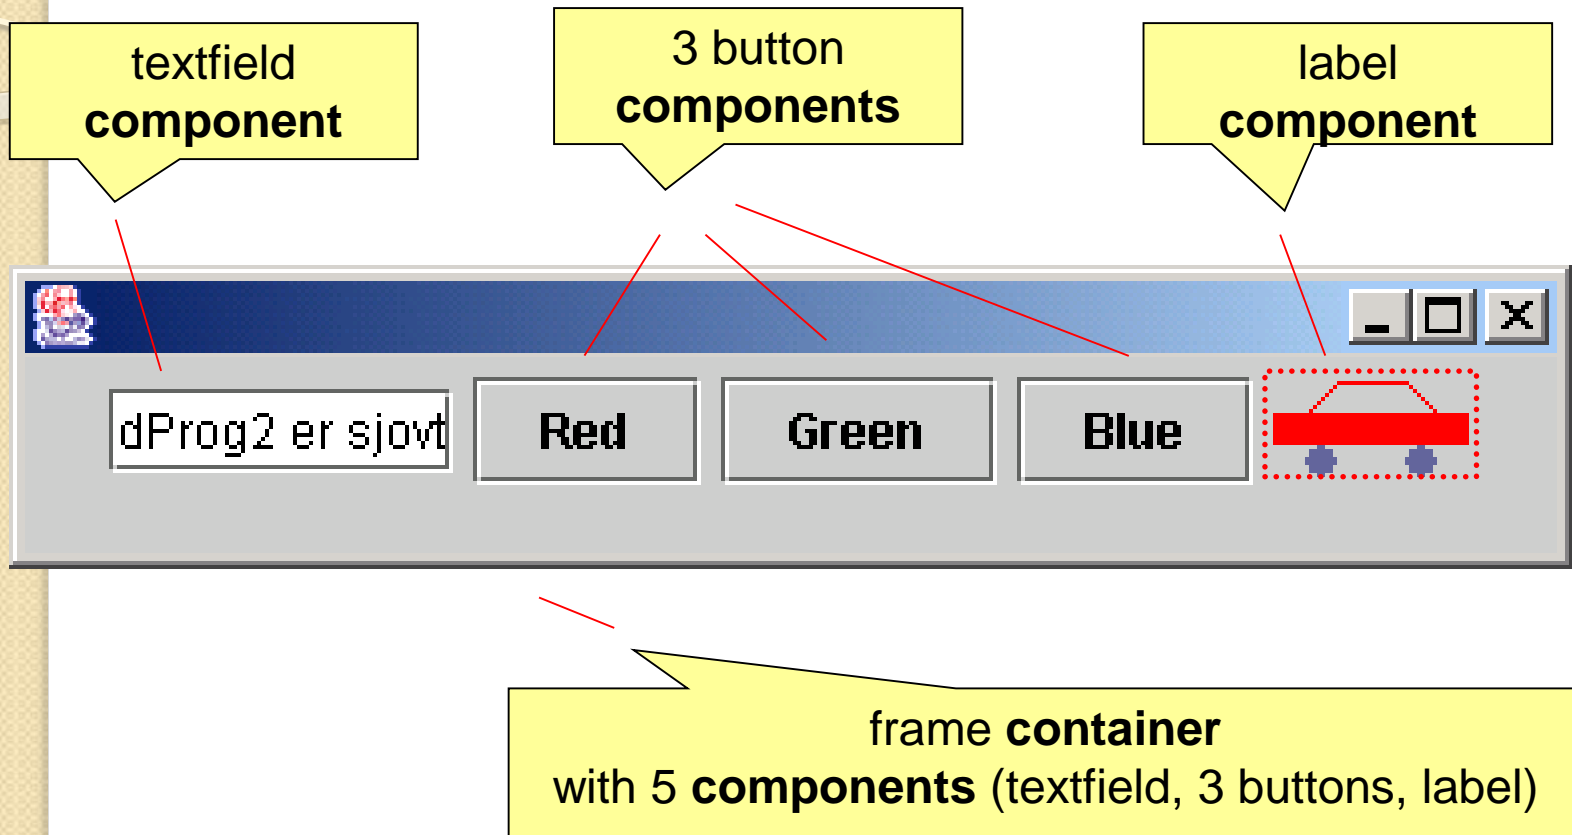 textfield
component
3 button
components
label
component
dProg2 er sjovt
Red
Green
Blue
frame container
with 5 components (textfield, 3 buttons, label)